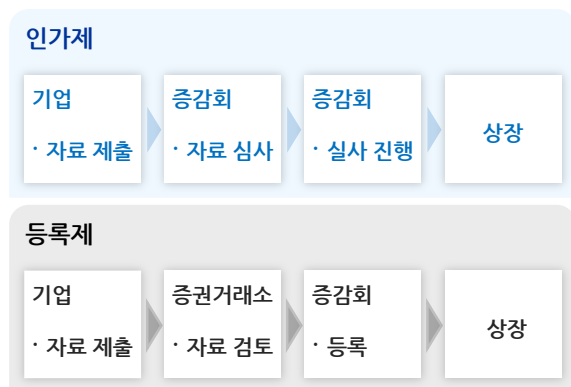 인가제
기업
· 자료 제출
증감회
· 자료 심사
증감회
· 실사 진행
상장
등록제
기업
· 자료 제출
증권거래소
· 자료 검토
증감회
· 등록
상장